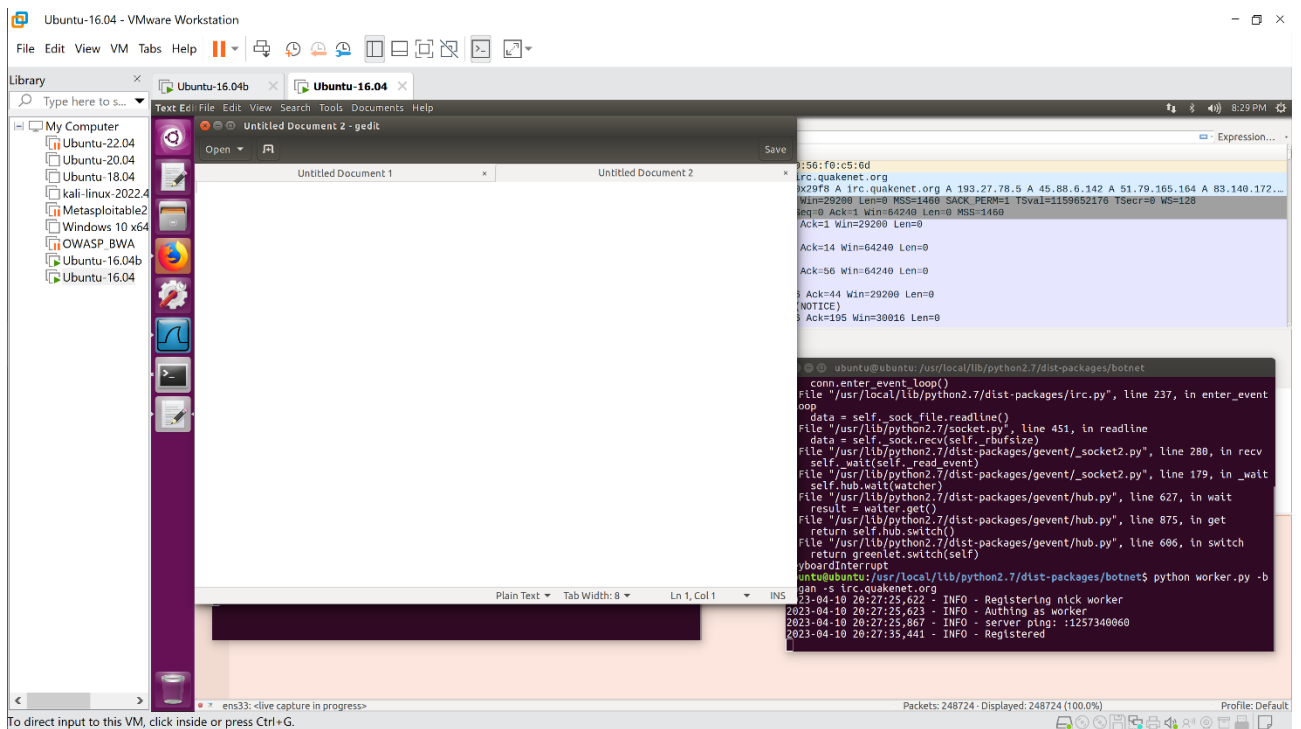 Ubuntu-16.04 - VMware Workstation
File Edit View VM Tabs Help
Library
Type here to s...
My Computer
Ubuntu-22.04
Ubuntu-20.04
Ubuntu-18.04
kali-linux-2022.4
Metasploitable2
Windows 10 x64
OWASP_BWA
Ubuntu-16.04b
Ubuntu-16.04
Ubuntu-16.04b
Ubuntu-16.04
Text Edi File Edit View Search Tools Documents Help
8:29 PM
Untitled Document 2 - gedit
Open
Save
Untitled Document 1
Untitled Document 2
Plain Text Tab Width: 8 Ln 1, Col 1 INS
Expression...
:56:f0:c5:6d
irc.quakenet.org
0x29f8 A irc.quakenet.org A 193.27.78.5 A 45.88.6.142 A 51.79.165.164 A 83.140.172...
Win=29200 Len=0 MSS=1460 SACK_PERM=1 TSval=1159652176 TSecr=0 WS=128
Seq=0 Ack=1 Win=64240 Len=0 MSS=1460
Ack=1 Win=29200 Len=0
Ack=14 Win=64240 Len=0
Ack=56 Win=64240 Len=0
Ack=44 Win=29200 Len=0
(NOTICE)
Ack=195 Win=30016 Len=0
ubuntu@ubuntu: /usr/local/lib/python2.7/dist-packages/botnet
conn.enter_event_loop()
File "/usr/local/lib/python2.7/dist-packages/irc.py", line 237, in enter_event
oop
data = self._sock_file.readline()
File "/usr/lib/python2.7/socket.py", line 451, in readline
data = self._sock.recv(self._rbufsize)
File "/usr/lib/python2.7/dist-packages/gevent/_socket2.py", line 280, in recv
self._wait(self._read_event)
File "/usr/lib/python2.7/dist-packages/gevent/_socket2.py", line 179, in _wait
self.hub.wait(watcher)
File "/usr/lib/python2.7/dist-packages/gevent/hub.py", line 627, in wait
result = waiter.get()
File "/usr/lib/python2.7/dist-packages/gevent/hub.py", line 875, in get
return self.hub.switch()
File "/usr/lib/python2.7/dist-packages/gevent/hub.py", line 606, in switch
return greenlet.switch(self)
yboardInterrupt
untu@ubuntu:/usr/local/lib/python2.7/dist-packages/botnet$ python worker.py -b
gan -s irc.quakenet.org
2023-04-10 20:27:25,622 - INFO - Registering nick worker
2023-04-10 20:27:25,623 - INFO - Authing as worker
2023-04-10 20:27:25,867 - INFO - server ping: :1257340060
2023-04-10 20:27:35,441 - INFO - Registered
ens33: <live capture in progress>
Packets: 248724 · Displayed: 248724 (100.0%)
Profile: Default
To direct input to this VM, click inside or press Ctrl+G.